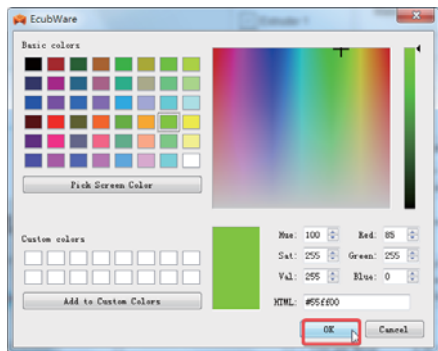 EcubWare
Basic colors
Pick Screen Color
Custom colors
Add to Custom Colors
Hue: 100 Red: 85
Sat: 255 Green: 255
Val: 255 Blue: 0
HTML: #55ff00
OK Cancel